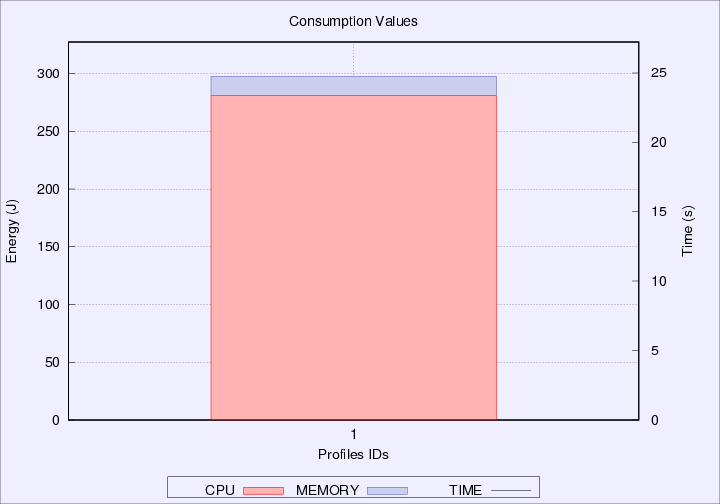 Consumption Values
Energy (J)
300
250
200
150
100
50
0
25
20
15
10
5
0
Time (s)
1
Profiles IDs
CPU MEMORY TIME